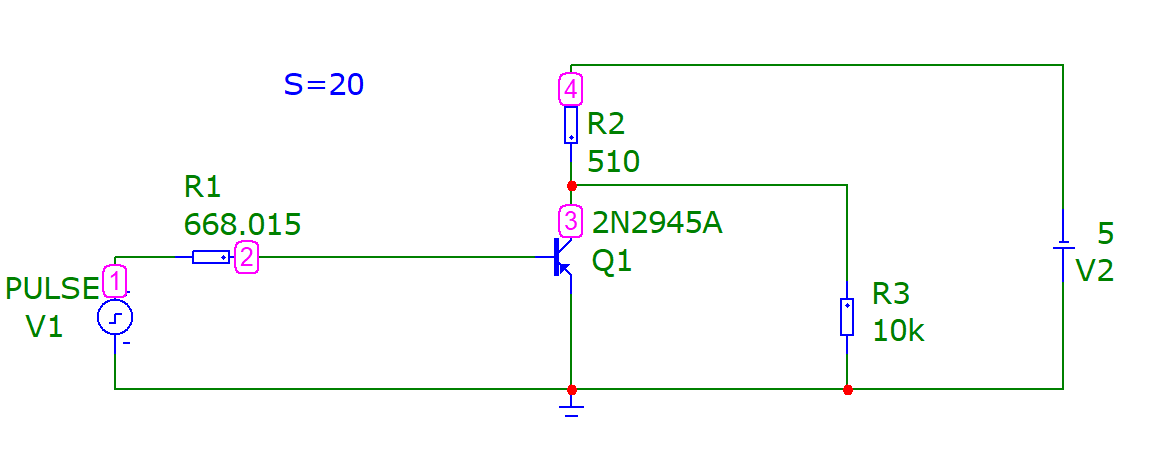 S=20
4
R2
510
R1
668.015
3
2N2945A
Q1
2
1
PULSE
V1
5
V2
R3
10k